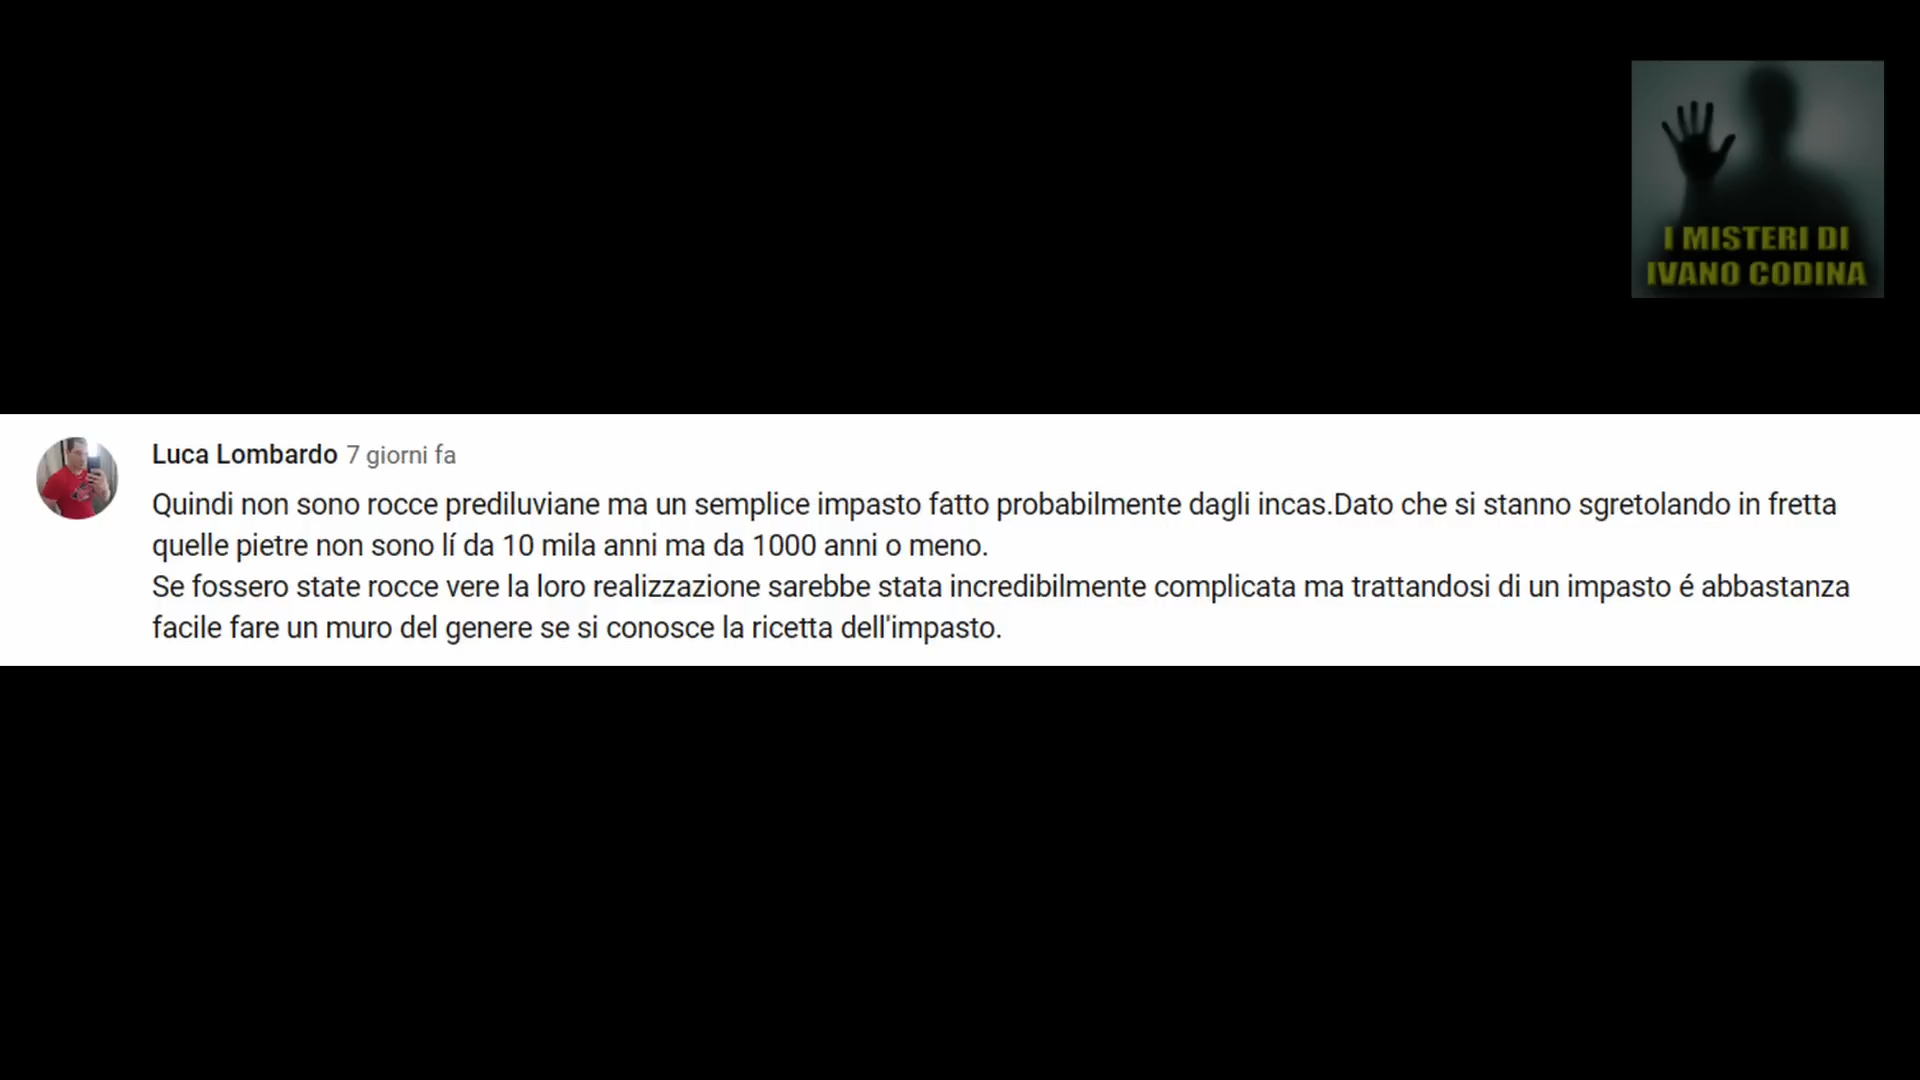 I MISTERI DI
IVANO CODINA
Luca Lombardo 7 giorni fa
Quindi non sono rocce prediluviane ma un semplice impasto fatto probabilmente dagli incas.Dato che si stanno sgretolando in fretta
quelle pietre non sono lí da 10 mila anni ma da 1000 anni o meno.
Se fossero state rocce vere la loro realizzazione sarebbe stata incredibilmente complicata ma trattandosi di un impasto é abbastanza
facile fare un muro del genere se si conosce la ricetta dell'impasto.